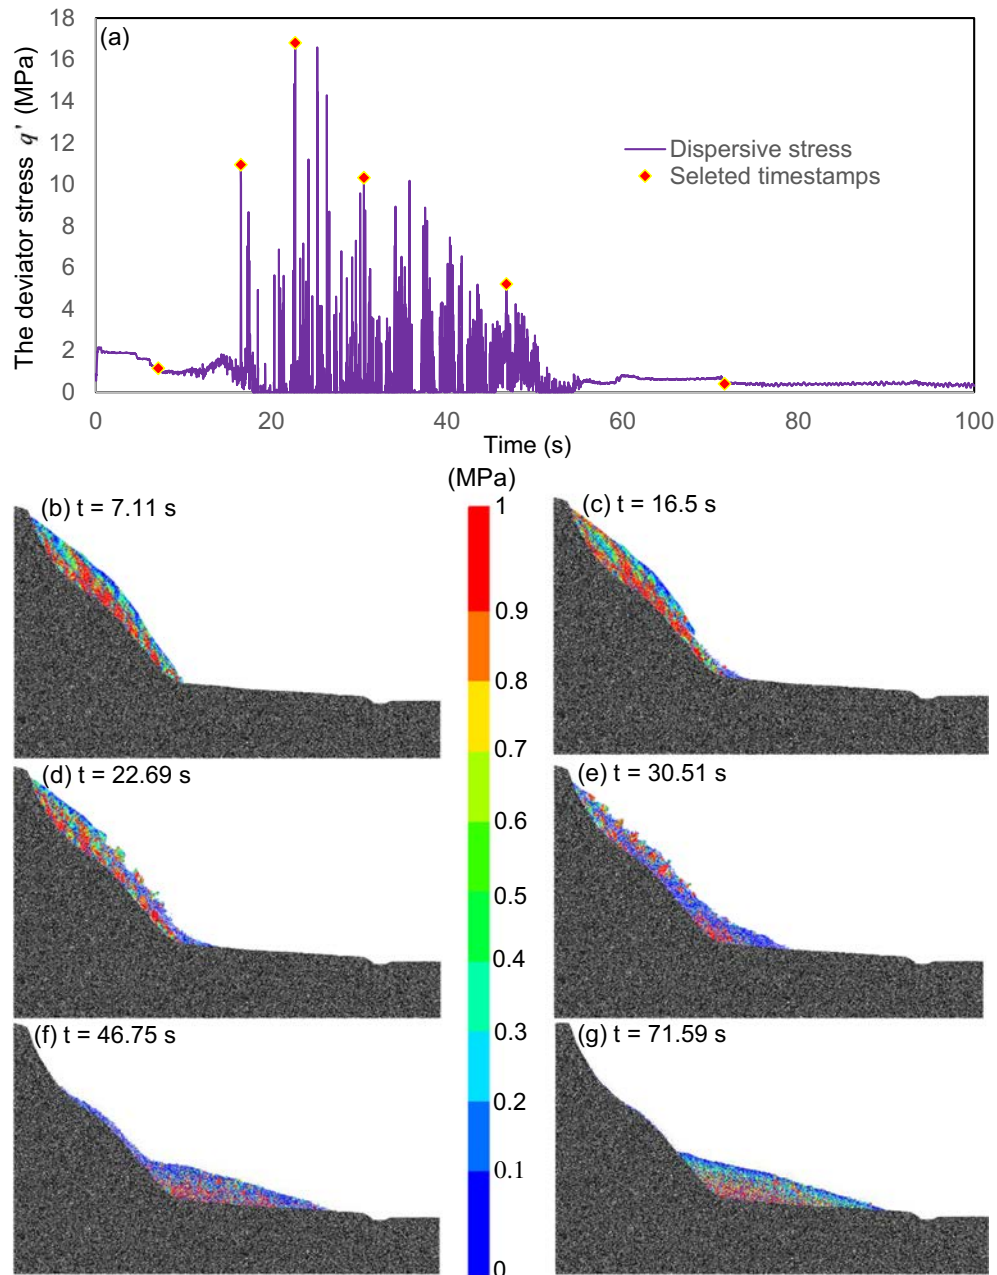 (a)
The deviator stress q' (MPa)
18
16
14
12
10
8
6
4
2
0
Dispersive stress
Seleted timestamps
0
20
40
60
80
100
Time (s)
(MPa)
1
0.9
0.8
0.7
0.6
0.5
0.4
0.3
0.2
0.1
0
(b) t = 7.11 s
(c) t = 16.5 s
(d) t = 22.69 s
(e) t = 30.51 s
(f) t = 46.75 s
(g) t = 71.59 s